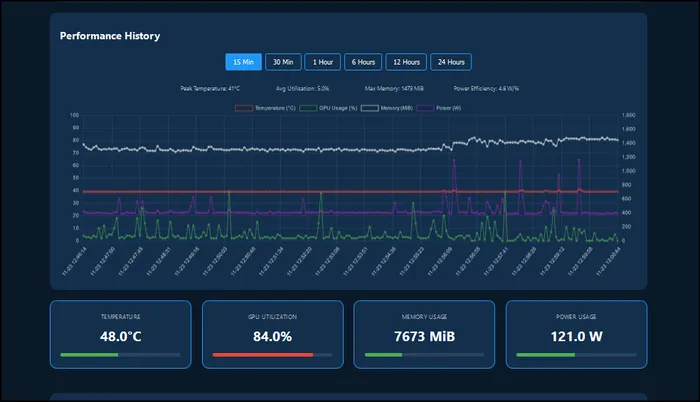 Performance History
15 Min 30 Min 1 Hour 6 Hours 12 Hours 24 Hours
Peak Temperature: 41°C Avg Utilization: 5.0% Max Memory: 1479 MiB Power Efficiency: 4.8 W/%
Temperature (°C) GPU Usage (%) Memory (MiB) Power (W)
100 1,800
90 1,600
80 1,400
70 1,200
60 1,000
50 800
40 600
30 400
20 200
10 0
0
TEMPERATURE GPU UTILIZATION MEMORY USAGE POWER USAGE
48.0°C 84.0% 7673 MiB 121.0 W